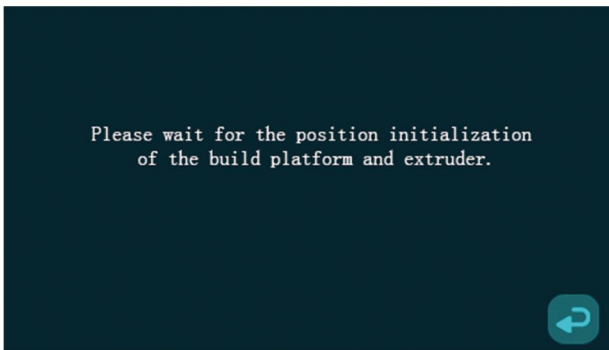 Please wait for the position initialization
of the build platform and extruder.